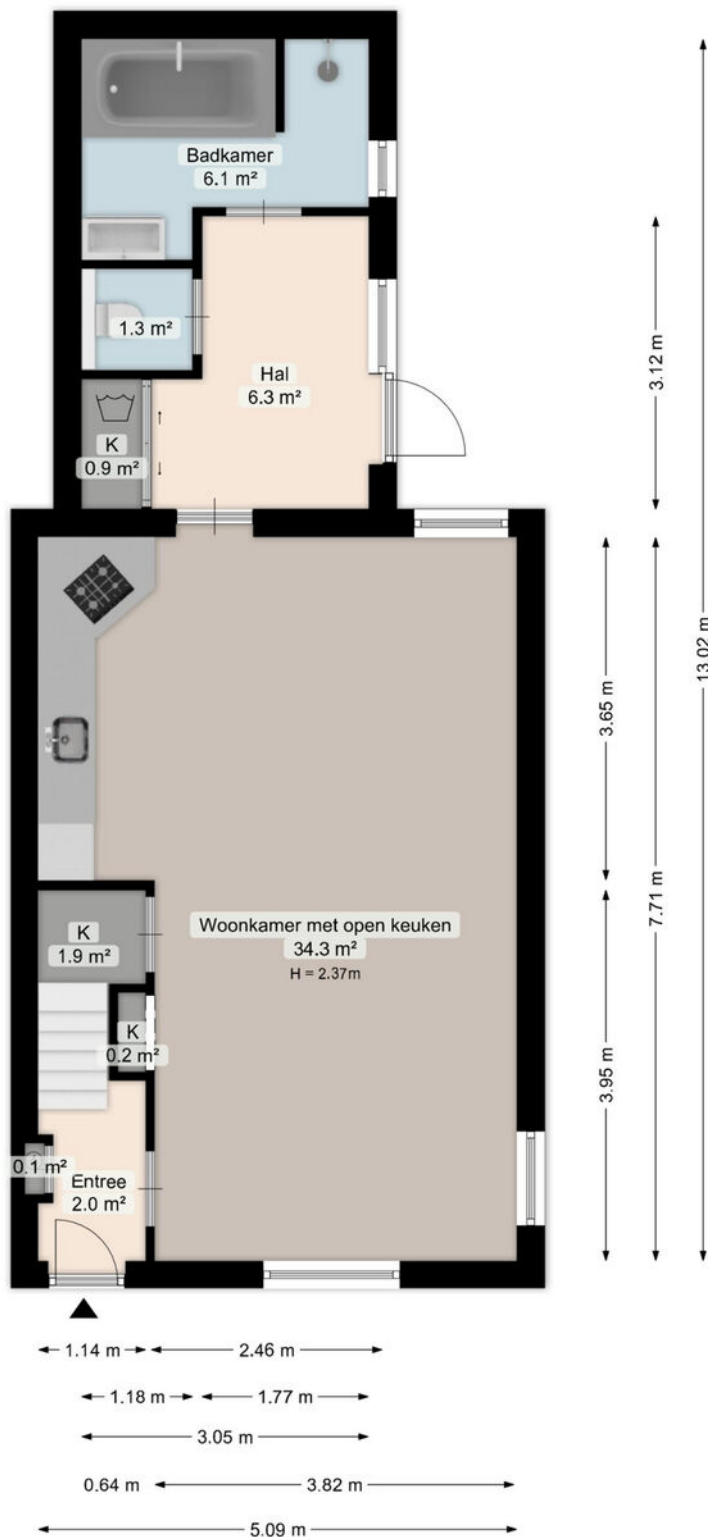 Badkamer
6.1 m²
1.3 m²
Hal
6.3 m²
K
0.9 m²
3.12 m
13.02 m
3.65 m
7.71 m
Woonkamer met open keuken
34.3 m²
H = 2.37m
K
1.9 m²
K
0.2 m²
3.95 m
0.1 m²
Entree
2.0 m²
1.14 m
2.46 m
1.18 m
1.77 m
3.05 m
0.64 m
3.82 m
5.09 m